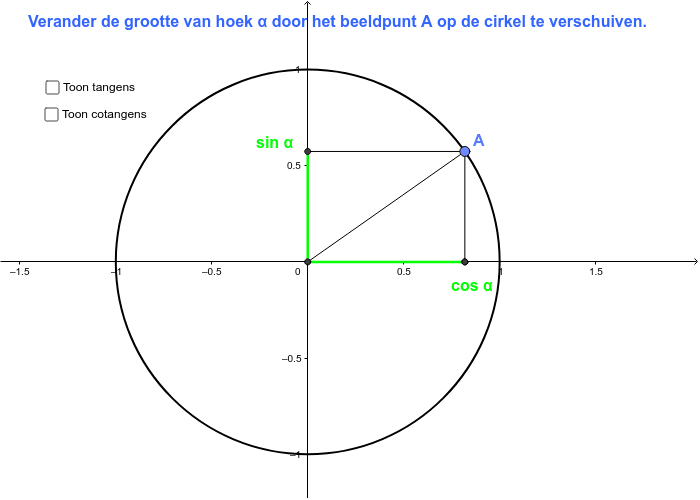 Verander de grootte van hoek α door het beeldpunt A op de cirkel te verschuiven.
1
Toon tangens
Toon cotangens
sin α
A
0.5
–1.5
–1
–0.5
0
0.5
1
1.5
cos α
–0.5
–1